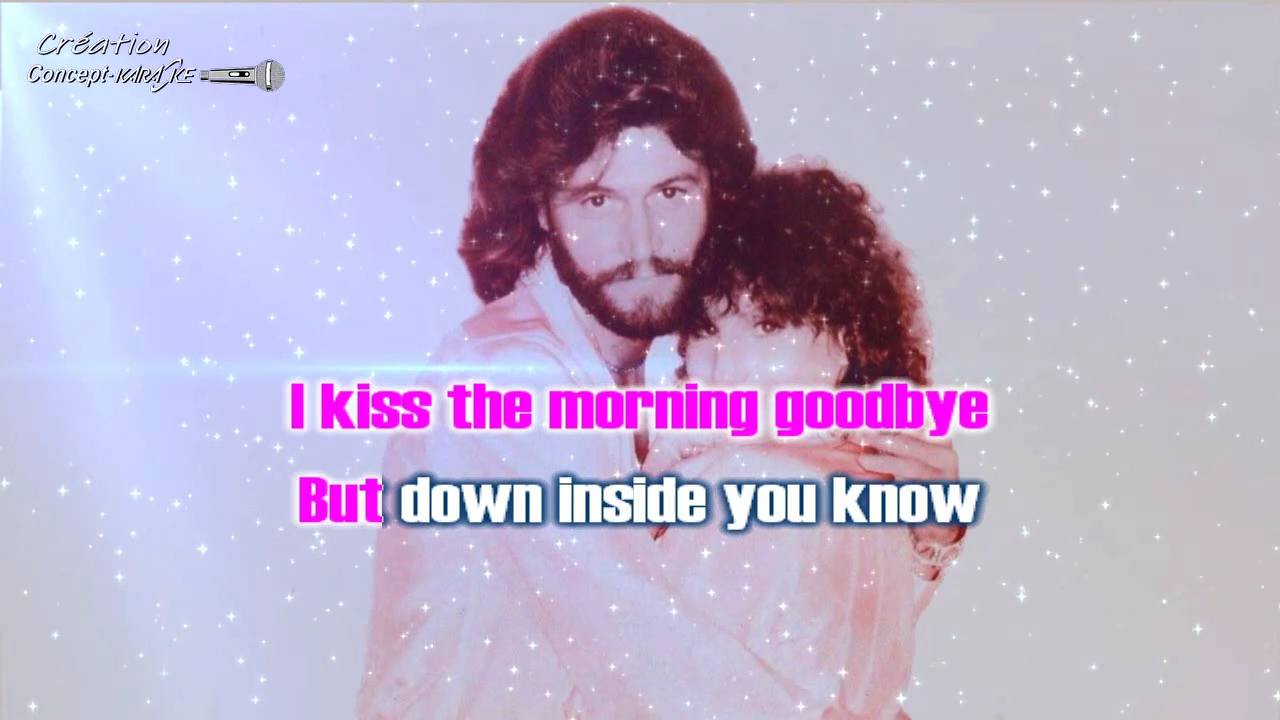 Création
Concept-KARAOKE
I kiss the morning goodbye
But down inside you know